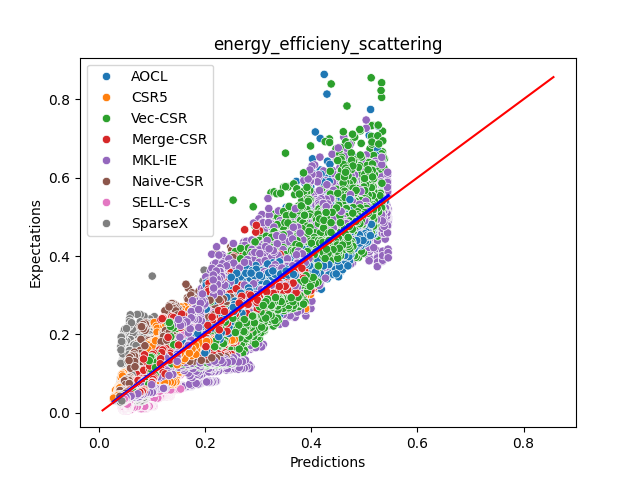 energy_efficieny_scattering
AOCL
CSR5
Vec-CSR
Merge-CSR
MKL-IE
Naive-CSR
SELL-C-s
SparseX
Expectations
0.8
0.6
0.4
0.2
0.0
0.0 0.2 0.4 0.6 0.8
Predictions